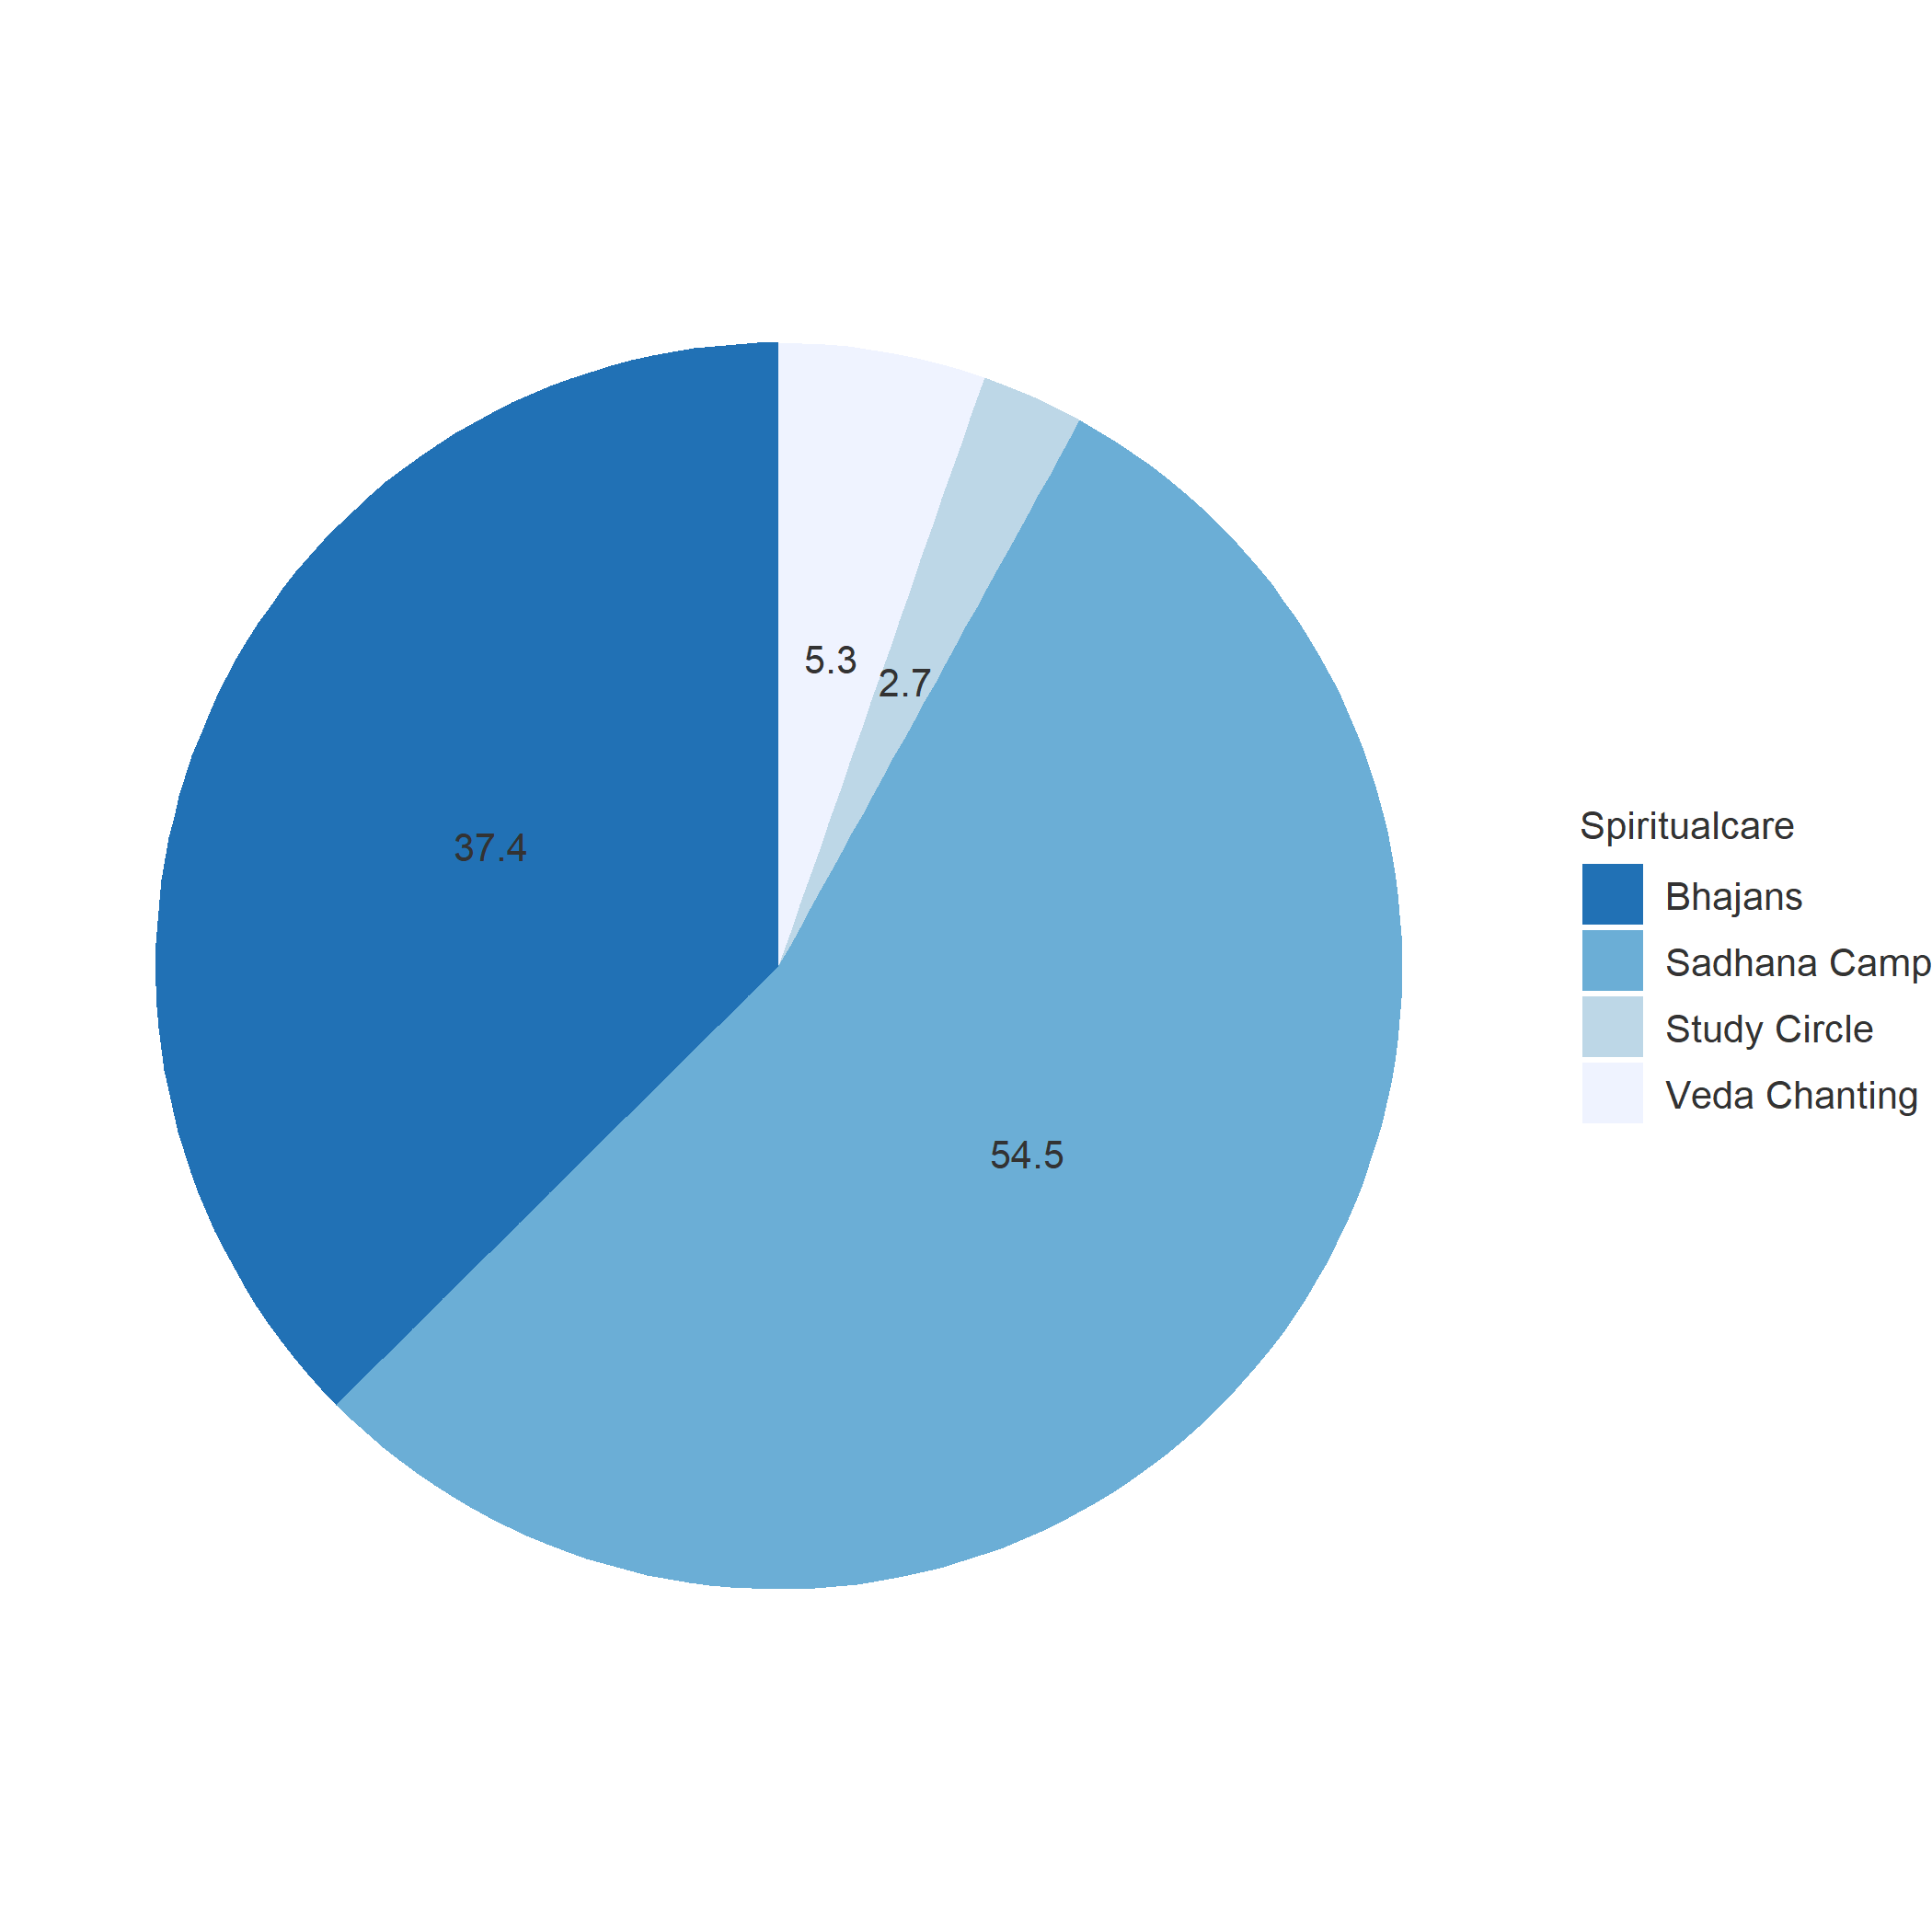 5.3
2.7
37.4
54.5
Spiritualcare
Bhajans
Sadhana Camp
Study Circle
Veda Chanting